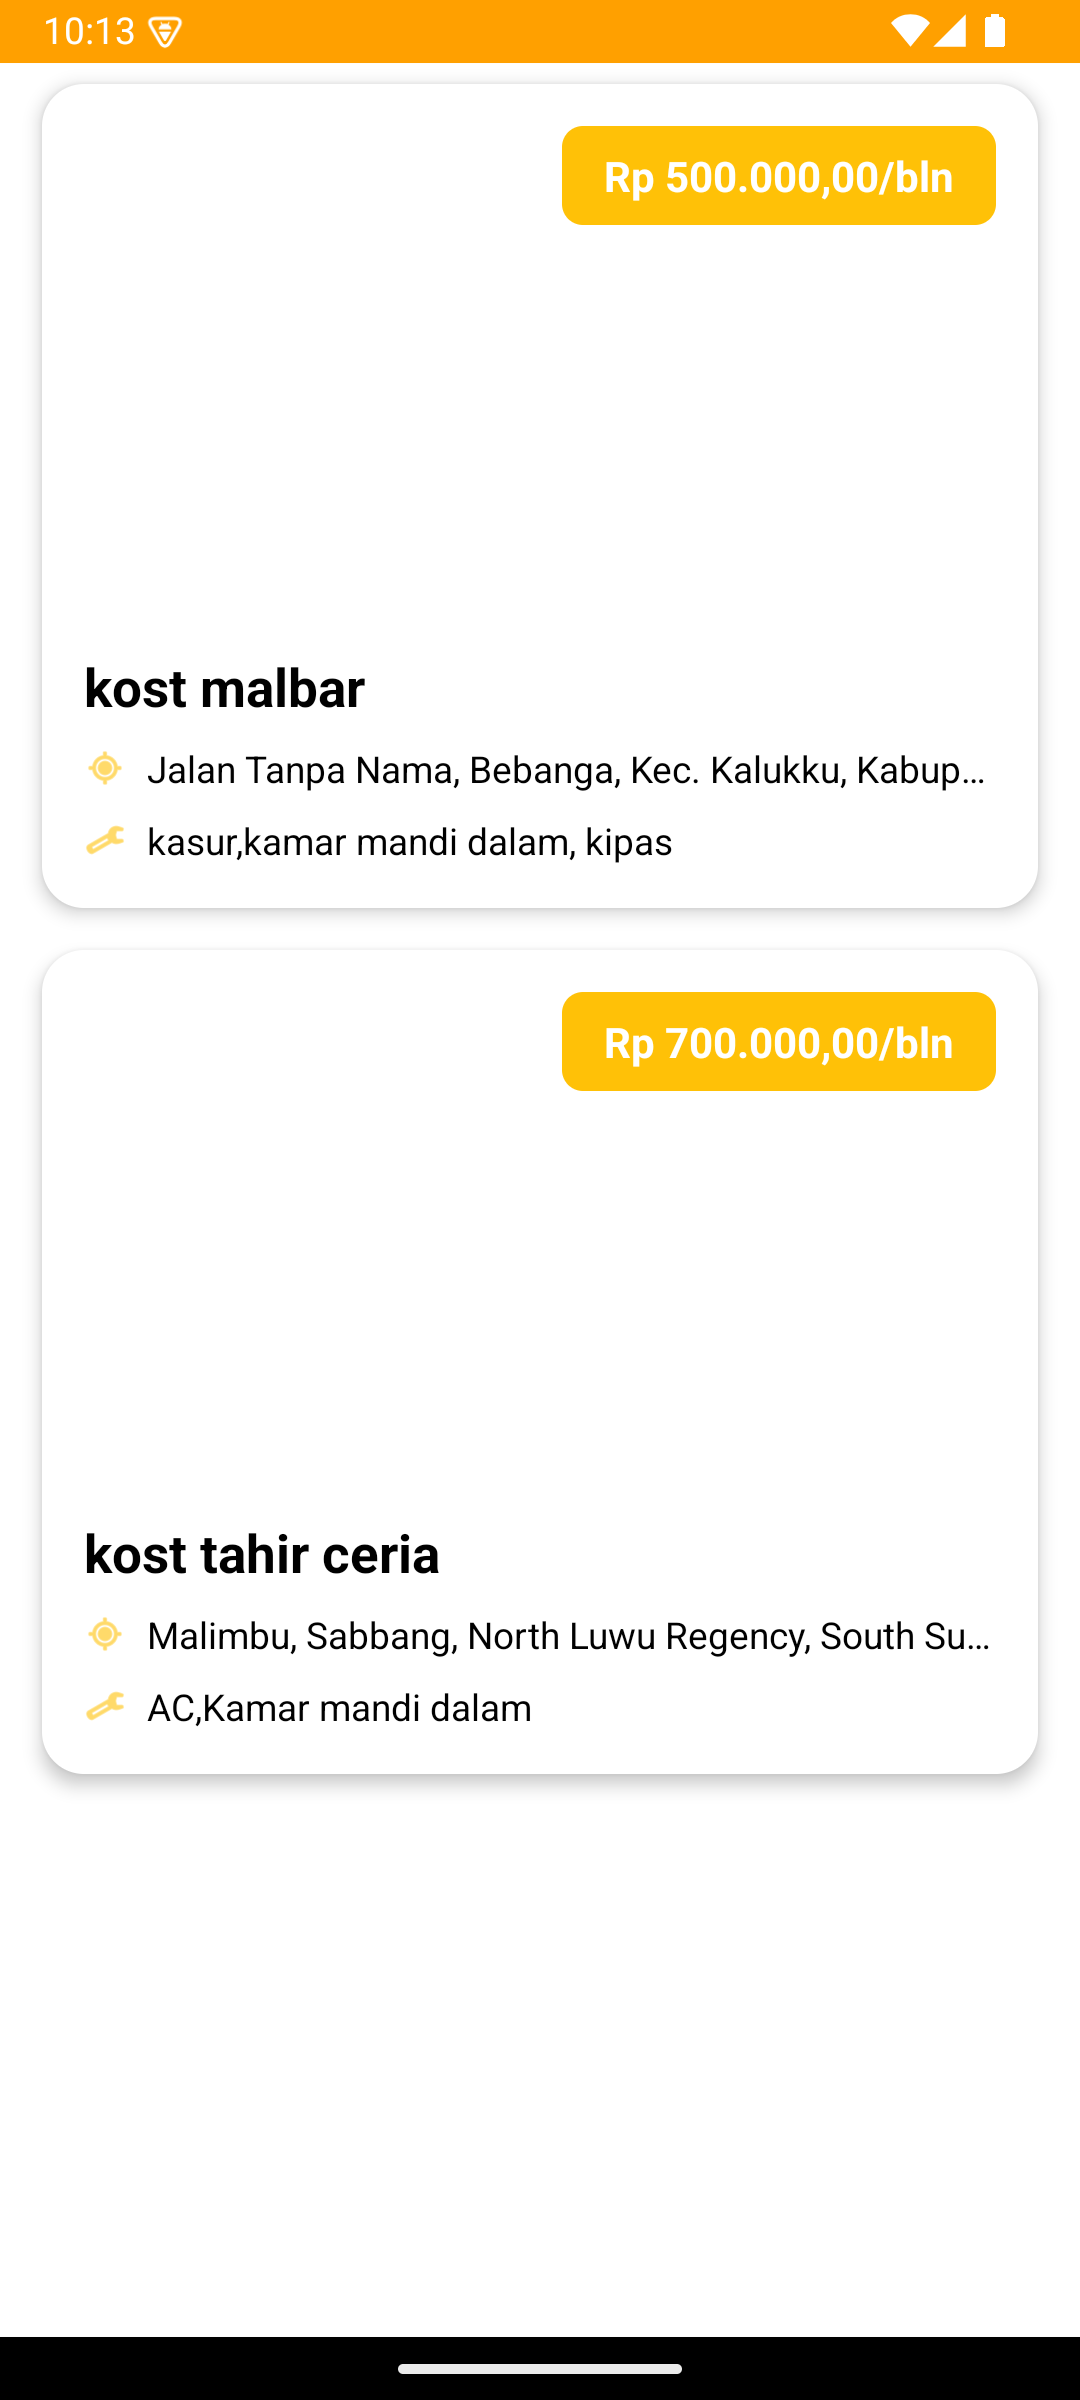 10:13
Rp 500.000,00/bln
kost malbar
Jalan Tanpa Nama, Bebanga, Kec. Kalukku, Kabup...
kasur,kamar mandi dalam, kipas
Rp 700.000,00/bln
kost tahir ceria
Malimbu, Sabbang, North Luwu Regency, South Su...
AC,Kamar mandi dalam